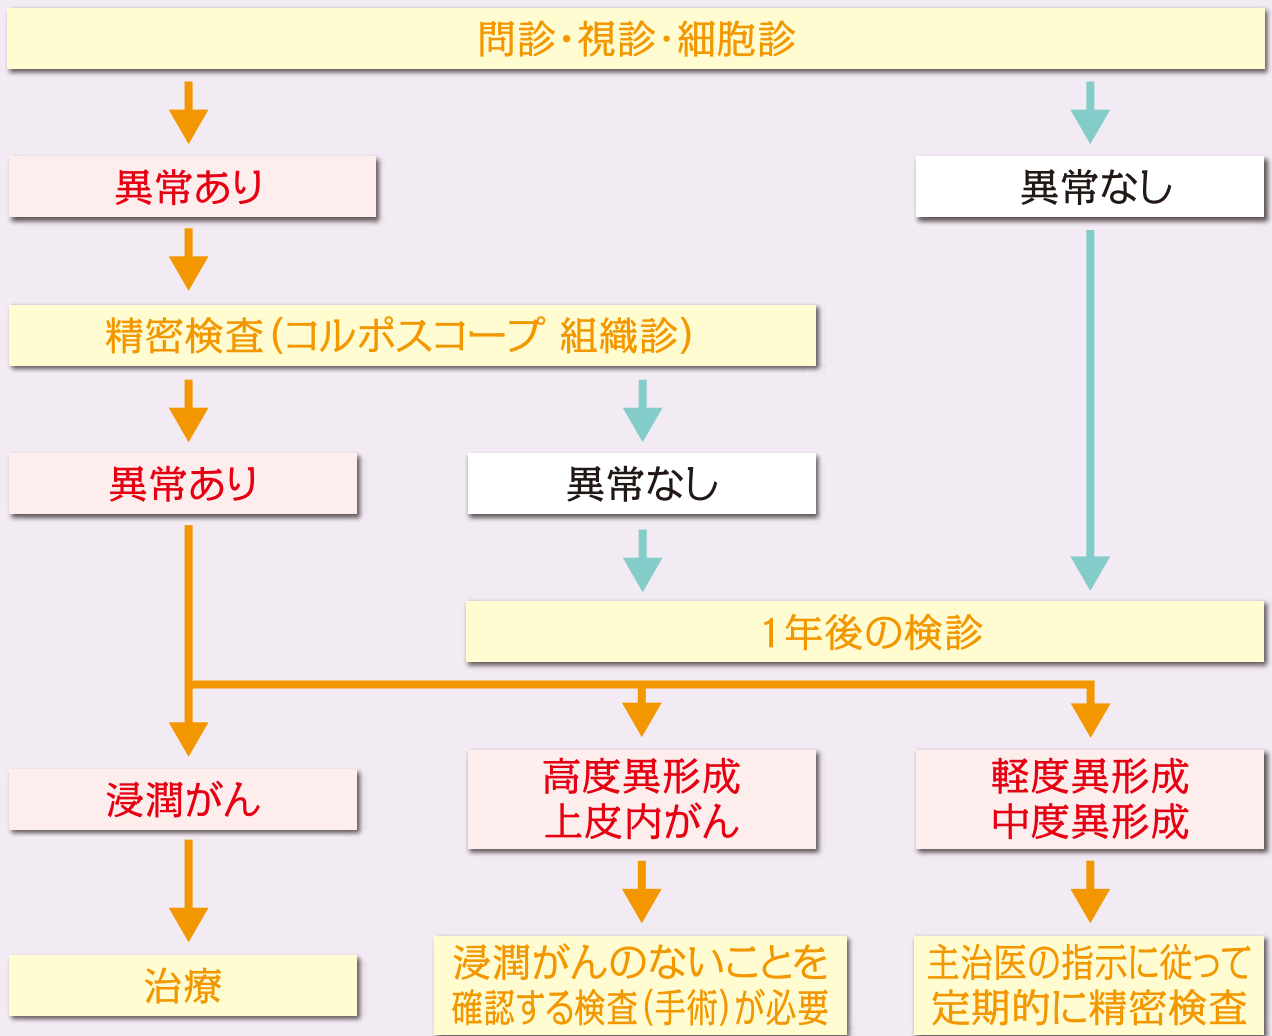 問診・視診・細胞診
異常あり
異常なし
精密検査(コルポスコープ 組織診)
異常あり
異常なし
1年後の検診
浸潤がん
高度異形成
上皮内がん
軽度異形成
中度異形成
治療
浸潤がんのないことを
確認する検査(手術)が必要
主治医の指示に従って
定期的に精密検査